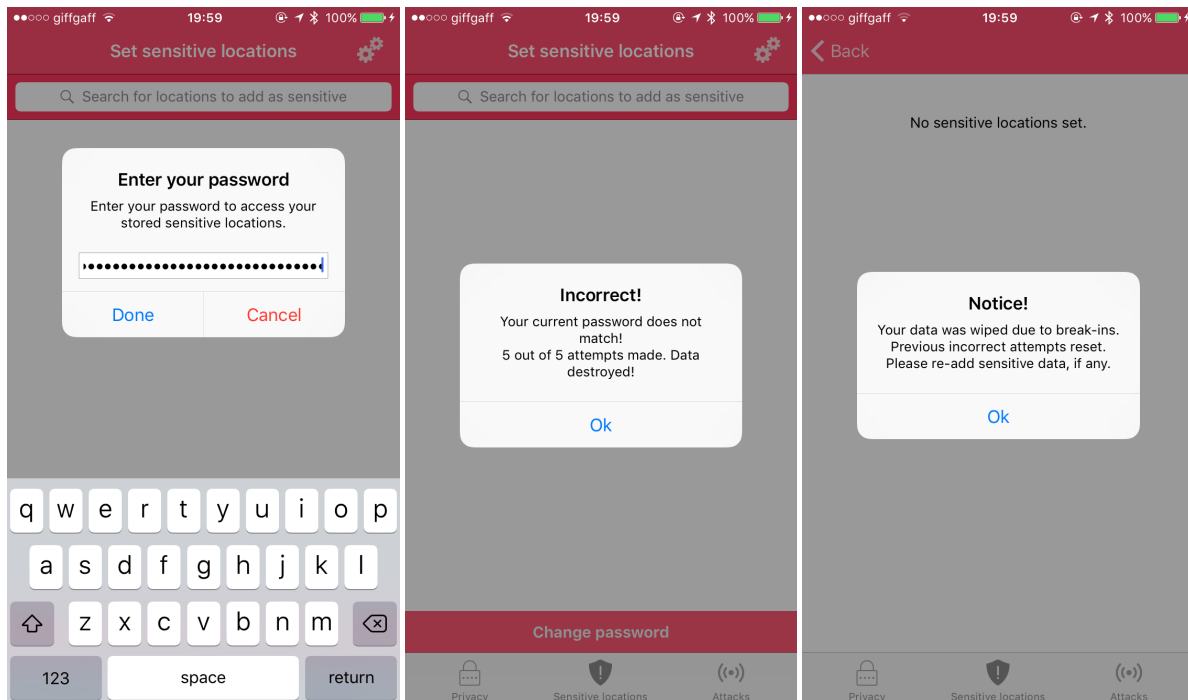 giffgaff 19:59 100%
Set sensitive locations
Search for locations to add as sensitive
Enter your password
Enter your password to access your
stored sensitive locations.
Done Cancel
q w e r t y u i o p
a s d f g h j k l
z x c v b n m
123 space return
giffgaff 19:59 100%
Set sensitive locations
Search for locations to add as sensitive
Incorrect!
Your current password does not
match!
5 out of 5 attempts made. Data
destroyed!
Ok
Change password
Privacy Sensitive locations Attacks
giffgaff 19:59 100%
Back
No sensitive locations set.
Notice!
Your data was wiped due to break-ins.
Previous incorrect attempts reset.
Please re-add sensitive data, if any.
Ok
Privacy Sensitive locations Attacks